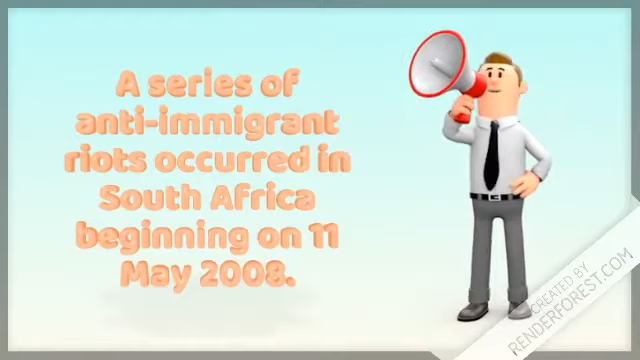 A series of
anti-immigrant
riots occurred in
South Africa
beginning on 11
May 2008.
CREATED BY
RENDERFOREST.COM